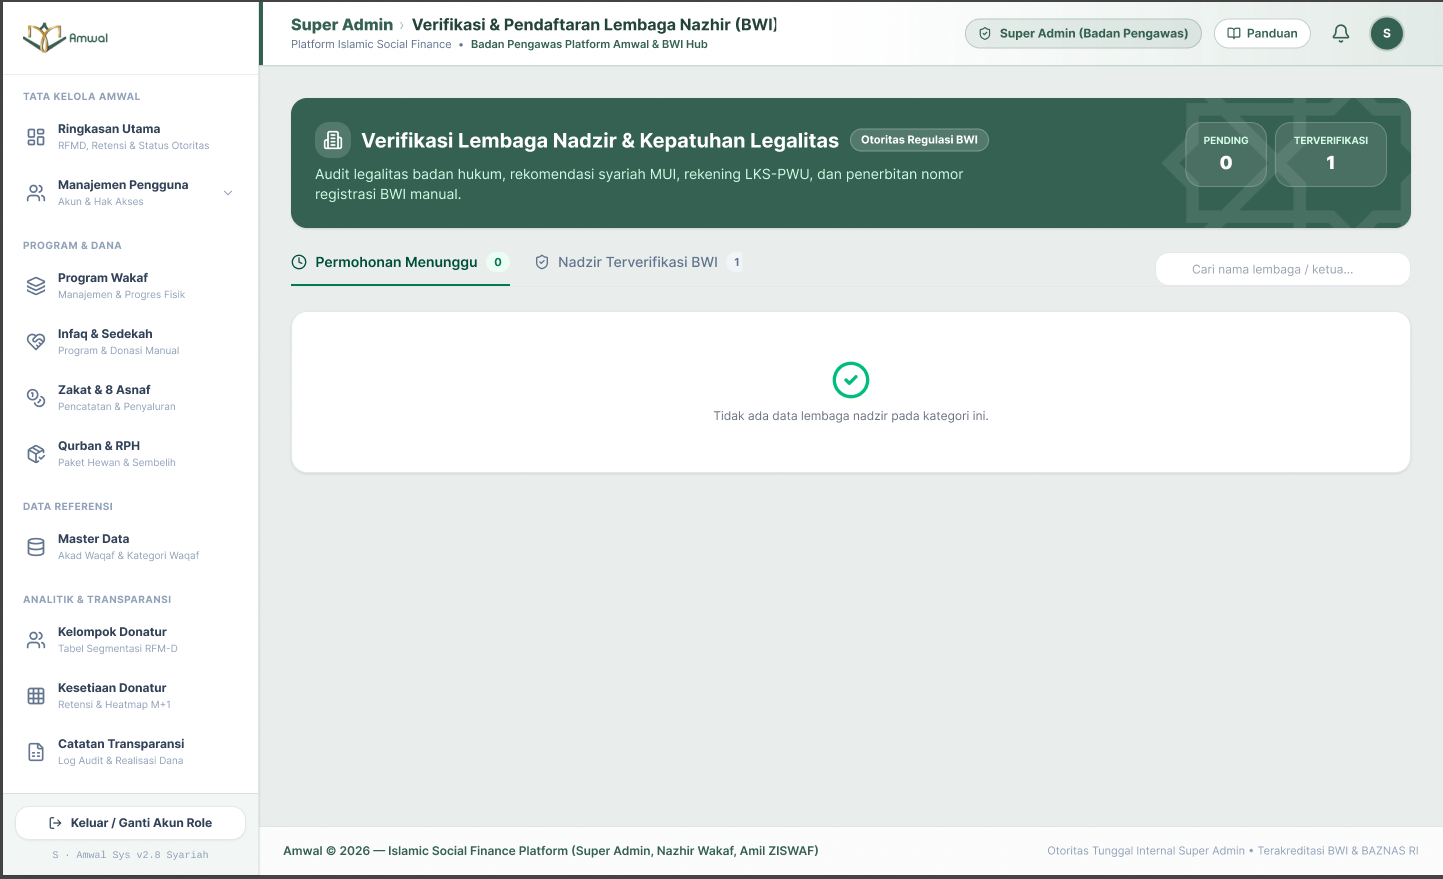 Amwal
TATA KELOLA AMWAL
Ringkasan Utama
RFMD, Retensi & Status Otoritas
Manajemen Pengguna
Akun & Hak Akses
PROGRAM & DANA
Program Wakaf
Manajemen & Progres Fisik
Infaq & Sedekah
Program & Donasi Manual
Zakat & 8 Asnaf
Pencatatan & Penyaluran
Qurban & RPH
Paket Hewan & Sembelih
DATA REFERENSI
Master Data
Akad Waqaf & Kategori Waqaf
ANALITIK & TRANSPARANSI
Kelompok Donatur
Tabel Segmentasi RFM-D
Kesetiaan Donatur
Retensi & Heatmap M+1
Catatan Transparansi
Log Audit & Realisasi Dana
Keluar / Ganti Akun Role
S · Amwal Sys v2.8 Syariah
Super Admin › Verifikasi & Pendaftaran Lembaga Nazhir (BWI)
Platform Islamic Social Finance • Badan Pengawas Platform Amwal & BWI Hub
Super Admin (Badan Pengawas)
Panduan
S
Verifikasi Lembaga Nadzir & Kepatuhan Legalitas
Otoritas Regulasi BWI
Audit legalitas badan hukum, rekomendasi syariah MUI, rekening LKS-PWU, dan penerbitan nomor
registrasi BWI manual.
PENDING
0
TERVERIFIKASI
1
Permohonan Menunggu 0
Nadzir Terverifikasi BWI 1
Cari nama lembaga / ketua...
Tidak ada data lembaga nadzir pada kategori ini.
Amwal © 2026 — Islamic Social Finance Platform (Super Admin, Nazhir Wakaf, Amil ZISWAF)
Otoritas Tunggal Internal Super Admin • Terakreditasi BWI & BAZNAS RI